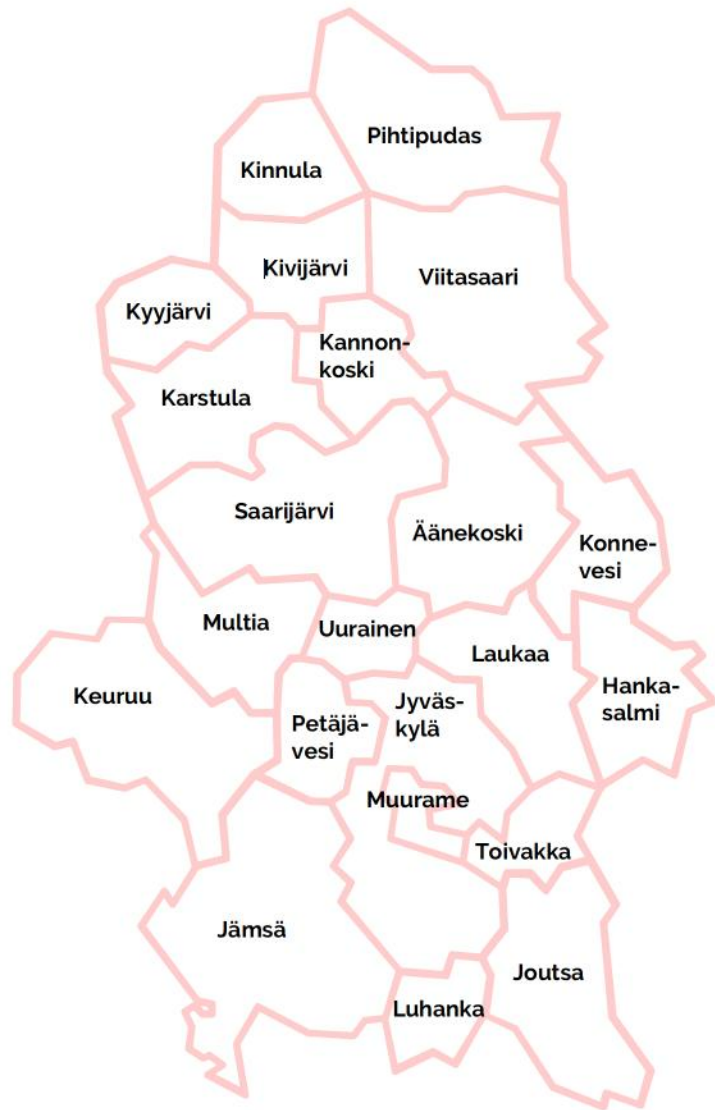 Pihtipudas
Kinnula
Kivijärvi
Viitasaari
Kyyjärvi
Kannon-
koski
Karstula
Saarijärvi
Äänekoski
Konne-
vesi
Multia
Uurainen
Laukaa
Keuruu
Hanka-
salmi
Jyväs-
kylä
Petäjä-
vesi
Muurame
Toivakka
Jämsä
Joutsa
Luhanka